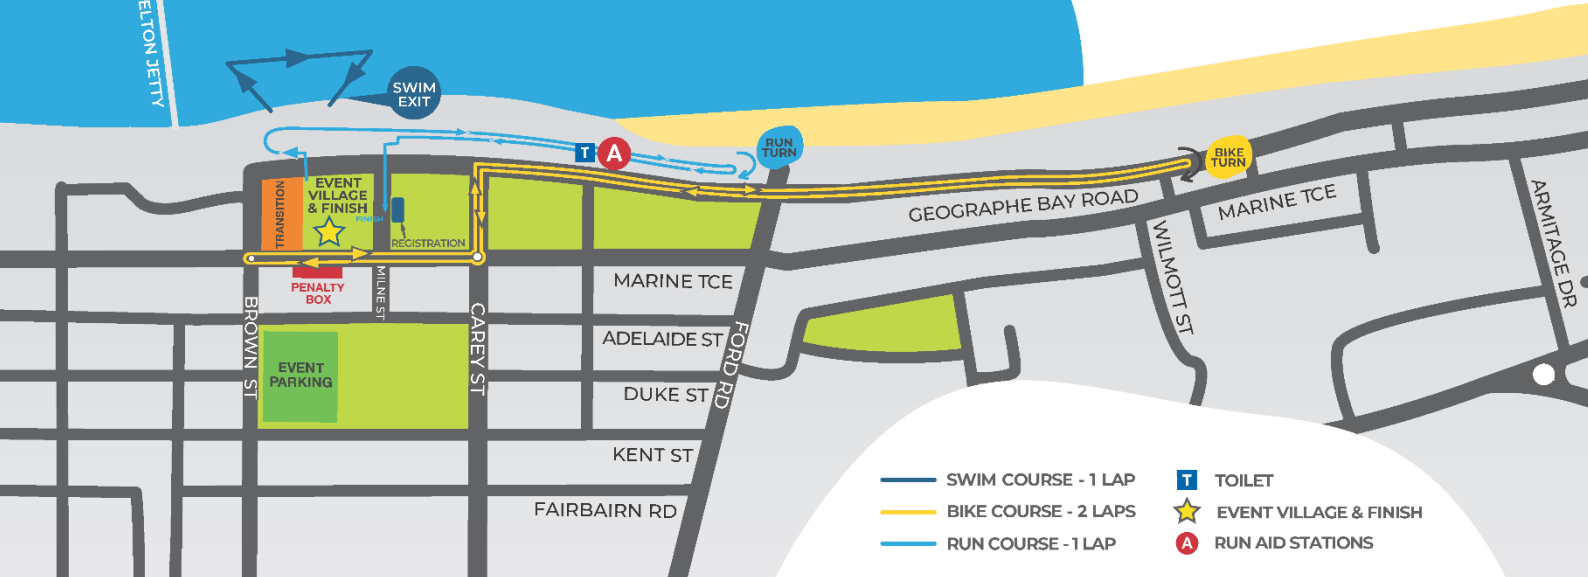 ELTON JETTY
SWIM
EXIT
T
A
RUN
TURN
BIKE
TURN
TRANSITION
EVENT
VILLAGE
& FINISH
FINISH
REGISTRATION
GEOGRAPHE BAY ROAD
MARINE TCE
ARMITAGE DR
WILMOTT ST
PENALTY
BOX
MILNE ST
MARINE TCE
BROWN ST
CAREY ST
FORD RD
ADELAIDE ST
EVENT
PARKING
DUKE ST
KENT ST
FAIRBAIRN RD
SWIM COURSE - 1 LAP
BIKE COURSE - 2 LAPS
RUN COURSE - 1 LAP
T TOILET
EVENT VILLAGE & FINISH
A RUN AID STATIONS